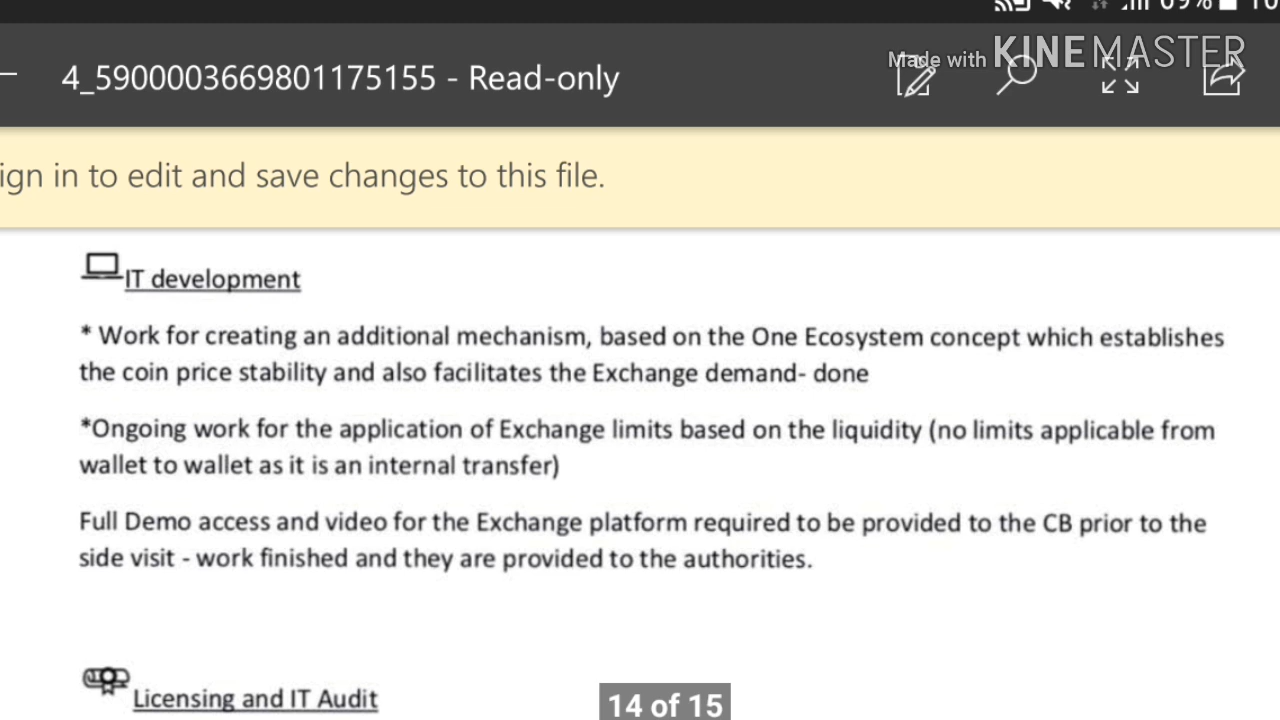 69%
Made with KINEMASTER
4_5900003669801175155 - Read-only
ign in to edit and save changes to this file.
IT development
* Work for creating an additional mechanism, based on the One Ecosystem concept which establishes
the coin price stability and also facilitates the Exchange demand- done
*Ongoing work for the application of Exchange limits based on the liquidity (no limits applicable from
wallet to wallet as it is an internal transfer)
Full Demo access and video for the Exchange platform required to be provided to the CB prior to the
side visit - work finished and they are provided to the authorities.
Licensing and IT Audit
14 of 15